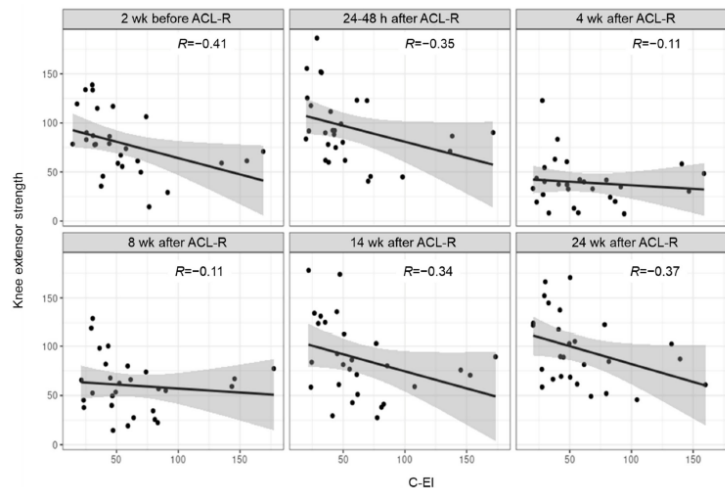 2 wk before ACL-R
24-48 h after ACL-R
4 wk after ACL-R
R=−0.41
R=−0.35
R=−0.11
150
100
50
0
8 wk after ACL-R
14 wk after ACL-R
24 wk after ACL-R
R=−0.11
R=−0.34
R=−0.37
150
100
50
0
50 100 150
50 100 150
50 100 150
Knee extensor strength
C-EI